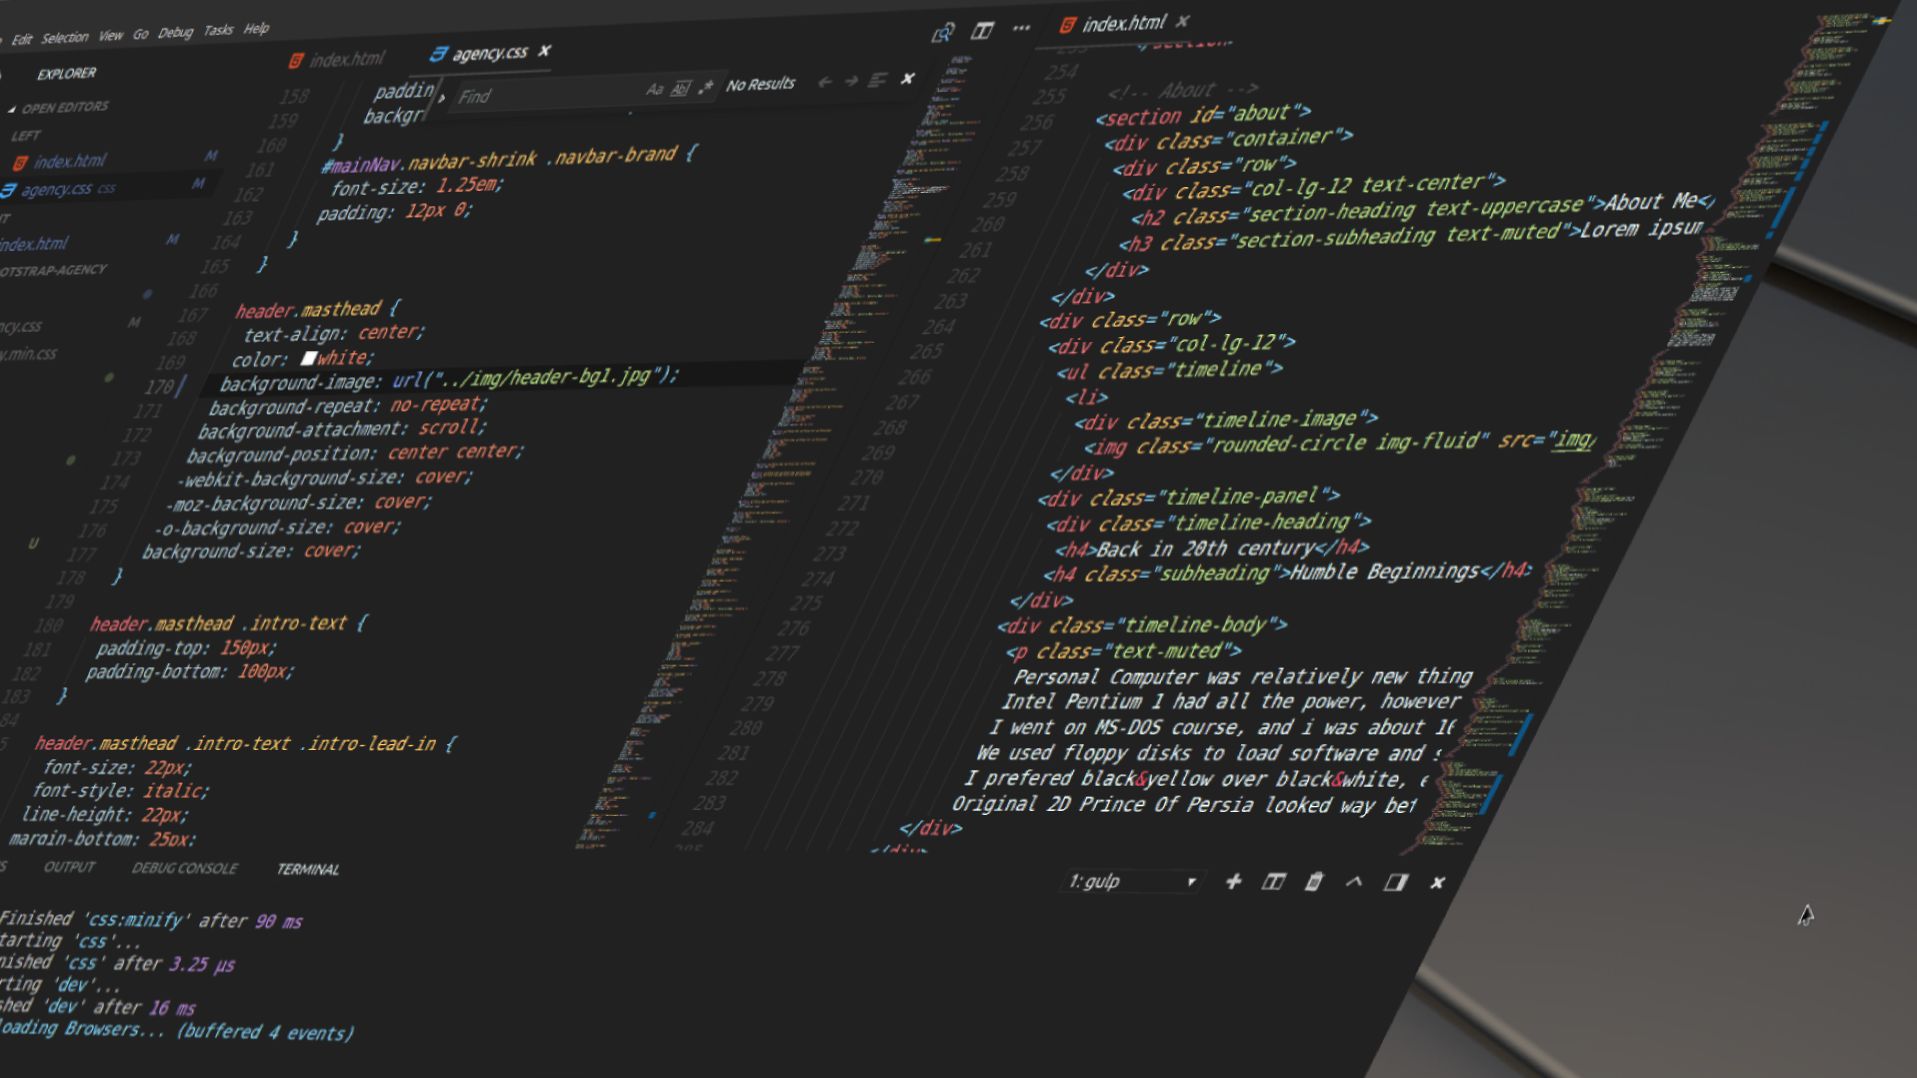 Edit Selection View Go Debug Tasks Help
EXPLORER
OPEN EDITORS
LEFT
index.html M
agency.css css M
index.html M
OTSTRAP-AGENCY
cy.css M
.min.css
U
index.html agency.css
Find Aa Abl .* No Results
158 paddin
159 backgr
160 }
161 #mainNav.navbar-shrink .navbar-brand {
162 font-size: 1.25em;
163 padding: 12px 0;
164 }
165 }
166
167 header.masthead {
168 text-align: center;
169 color: white;
170 background-image: url("../img/header-bg1.jpg");
171 background-repeat: no-repeat;
172 background-attachment: scroll;
173 background-position: center center;
174 -webkit-background-size: cover;
175 -moz-background-size: cover;
176 -o-background-size: cover;
177 background-size: cover;
178 }
179
180 header.masthead .intro-text {
181 padding-top: 150px;
182 padding-bottom: 100px;
183 }
84
5 header.masthead .intro-text .intro-lead-in {
font-size: 22px;
font-style: italic;
line-height: 22px;
margin-bottom: 25px;
index.html
254
255 <!-- About -->
256 <section id="about">
257 <div class="container">
258 <div class="row">
259 <div class="col-lg-12 text-center">
260 <h2 class="section-heading text-uppercase">About Me</
261 <h3 class="section-subheading text-muted">Lorem ipsum
262 </div>
263 </div>
264 <div class="row">
265 <div class="col-lg-12">
266 <ul class="timeline">
267 <li>
268 <div class="timeline-image">
269 <img class="rounded-circle img-fluid" src="img/
270 </div>
271 <div class="timeline-panel">
272 <div class="timeline-heading">
273 <h4>Back in 20th century</h4>
274 <h4 class="subheading">Humble Beginnings</h4>
275 </div>
276 <div class="timeline-body">
277 <p class="text-muted">
278 Personal Computer was relatively new thing
279 Intel Pentium 1 had all the power, however
280 I went on MS-DOS course, and i was about 16
281 We used floppy disks to load software and s
282 I prefered black&yellow over black&white, e
283 Original 2D Prince Of Persia looked way bet
284 </div>
</div>
OUTPUT DEBUG CONSOLE TERMINAL
1: gulp
Finished 'css:minify' after 90 ms
tarting 'css'...
nished 'css' after 3.25 μs
rting 'dev'...
shed 'dev' after 16 ms
loading Browsers... (buffered 4 events)